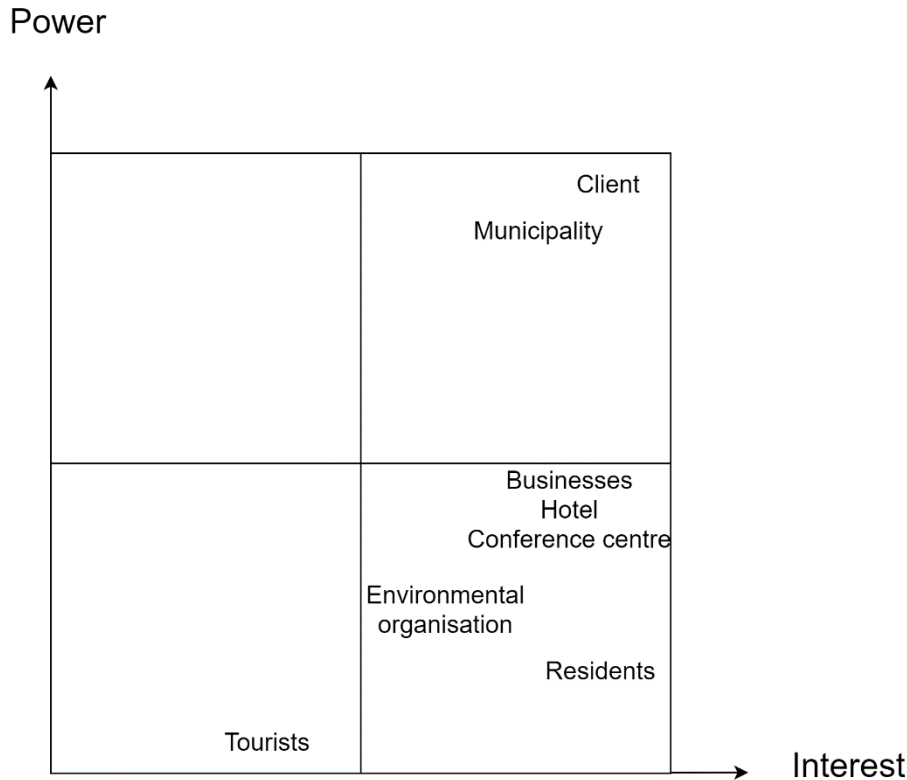 Power
Client
Municipality
Businesses
Hotel
Conference centre
Environmental
organisation
Residents
Tourists
Interest